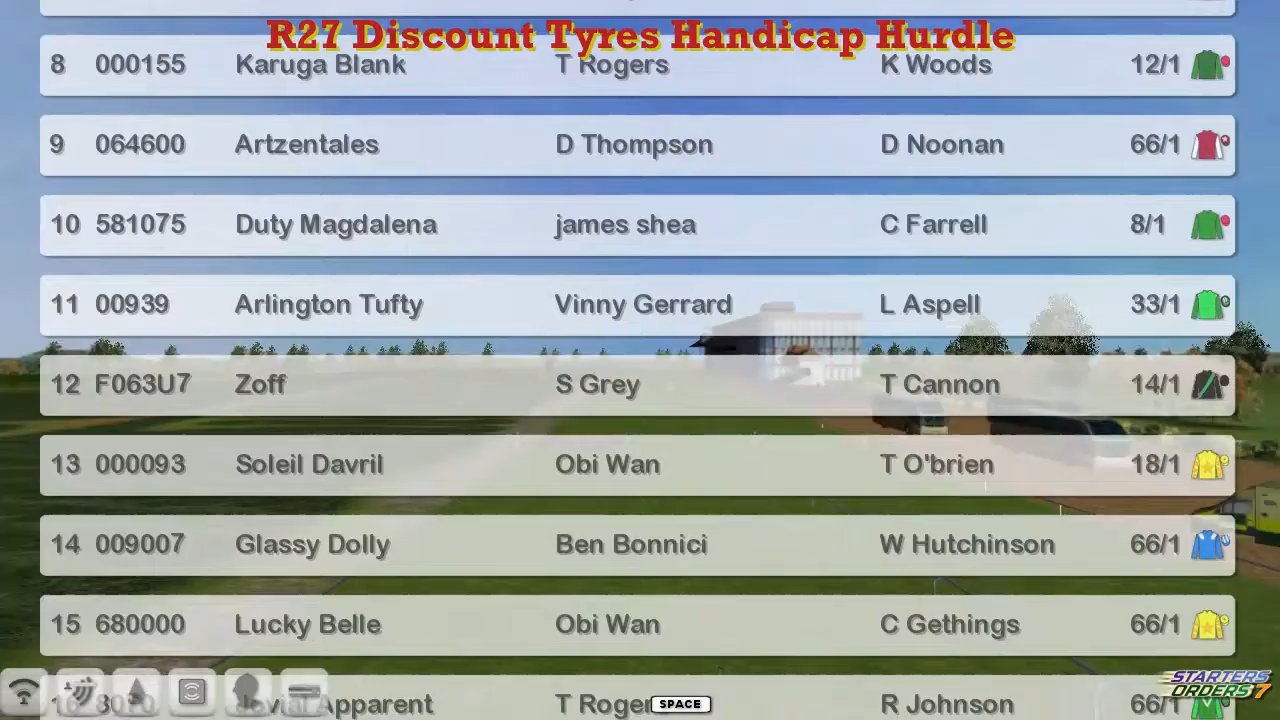 R27 Discount Tyres Handicap Hurdle
8 000155 Karuga Blank T Rogers K Woods 12/1
9 064600 Artzentales D Thompson D Noonan 66/1
10 581075 Duty Magdalena james shea C Farrell 8/1
11 00939 Arlington Tufty Vinny Gerrard L Aspell 33/1
12 F063U7 Zoff S Grey T Cannon 14/1
13 000093 Soleil Davril Obi Wan T O'brien 18/1
14 009007 Glassy Dolly Ben Bonnici W Hutchinson 66/1
15 680000 Lucky Belle Obi Wan C Gethings 66/1
Apparent R Johnson 66/1
SPACE
STARTERS ORDERS 7